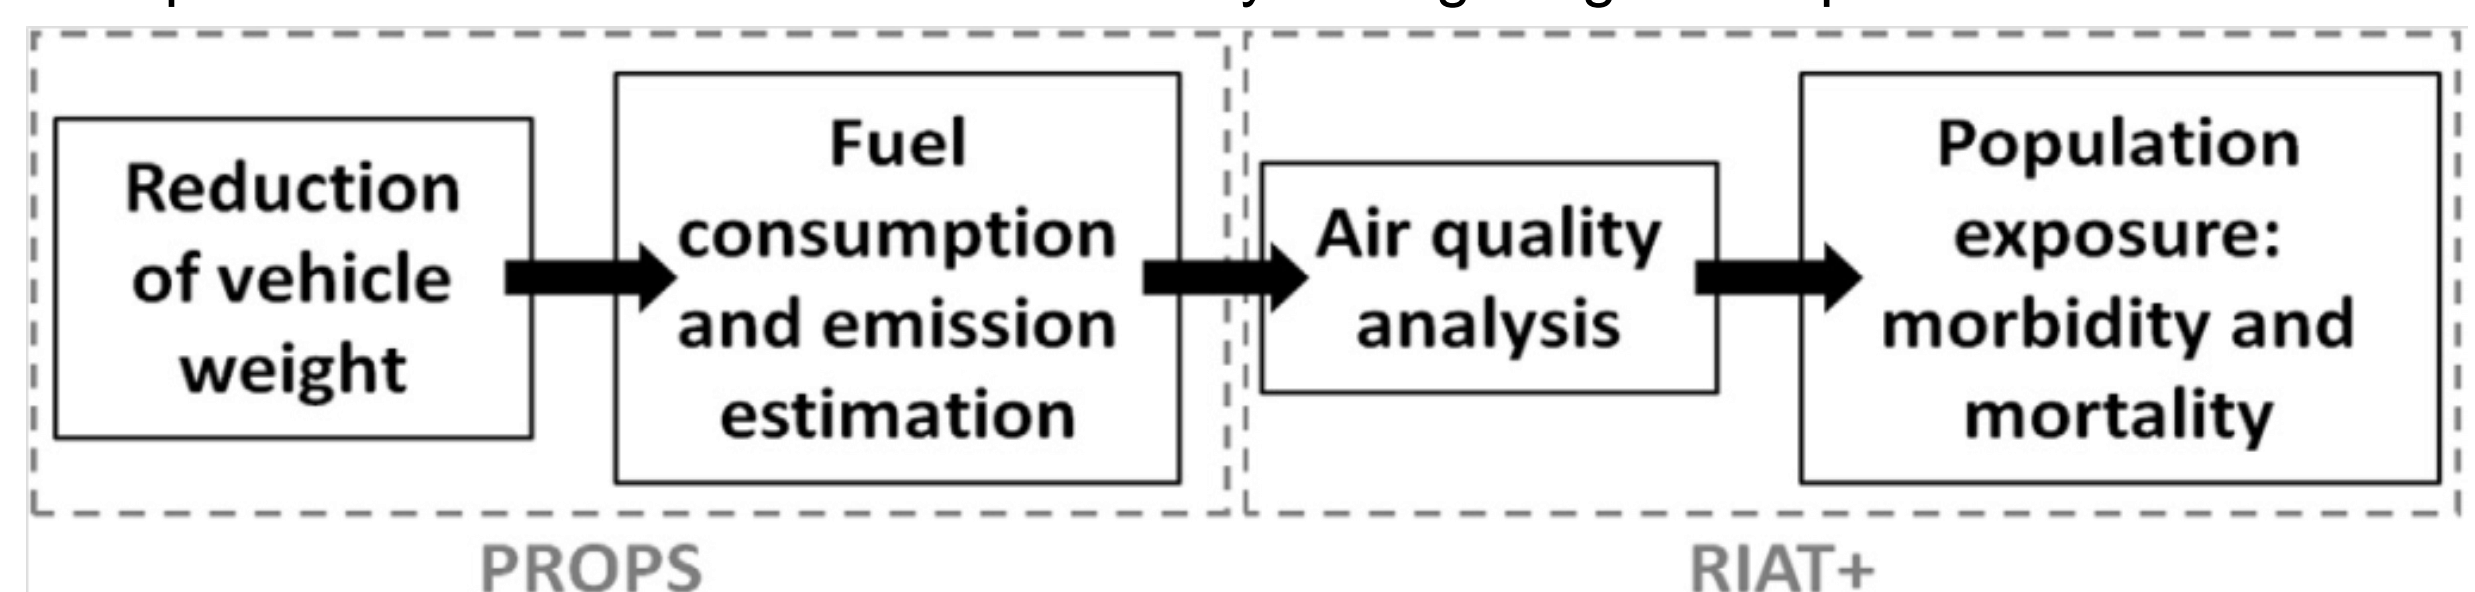 Reduction
of vehicle
weight
Fuel
consumption
and emission
estimation
Air quality
analysis
Population
exposure:
morbidity and
mortality
PROPS
RIAT+